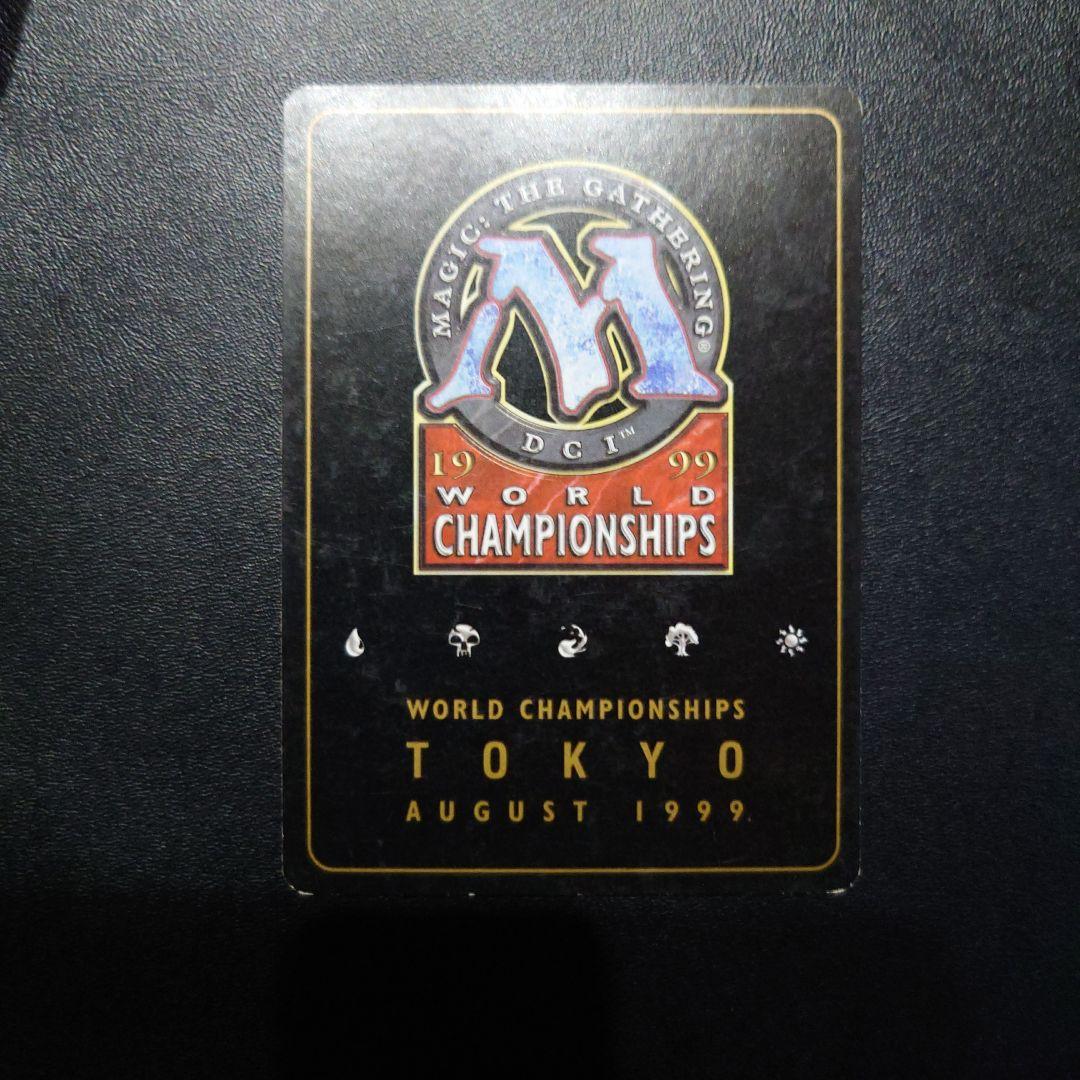 MAGIC: THE GATHERING®
M
DCI™
19 99
WORLD
CHAMPIONSHIPS
WORLD CHAMPIONSHIPS
TOKYO
AUGUST 1999